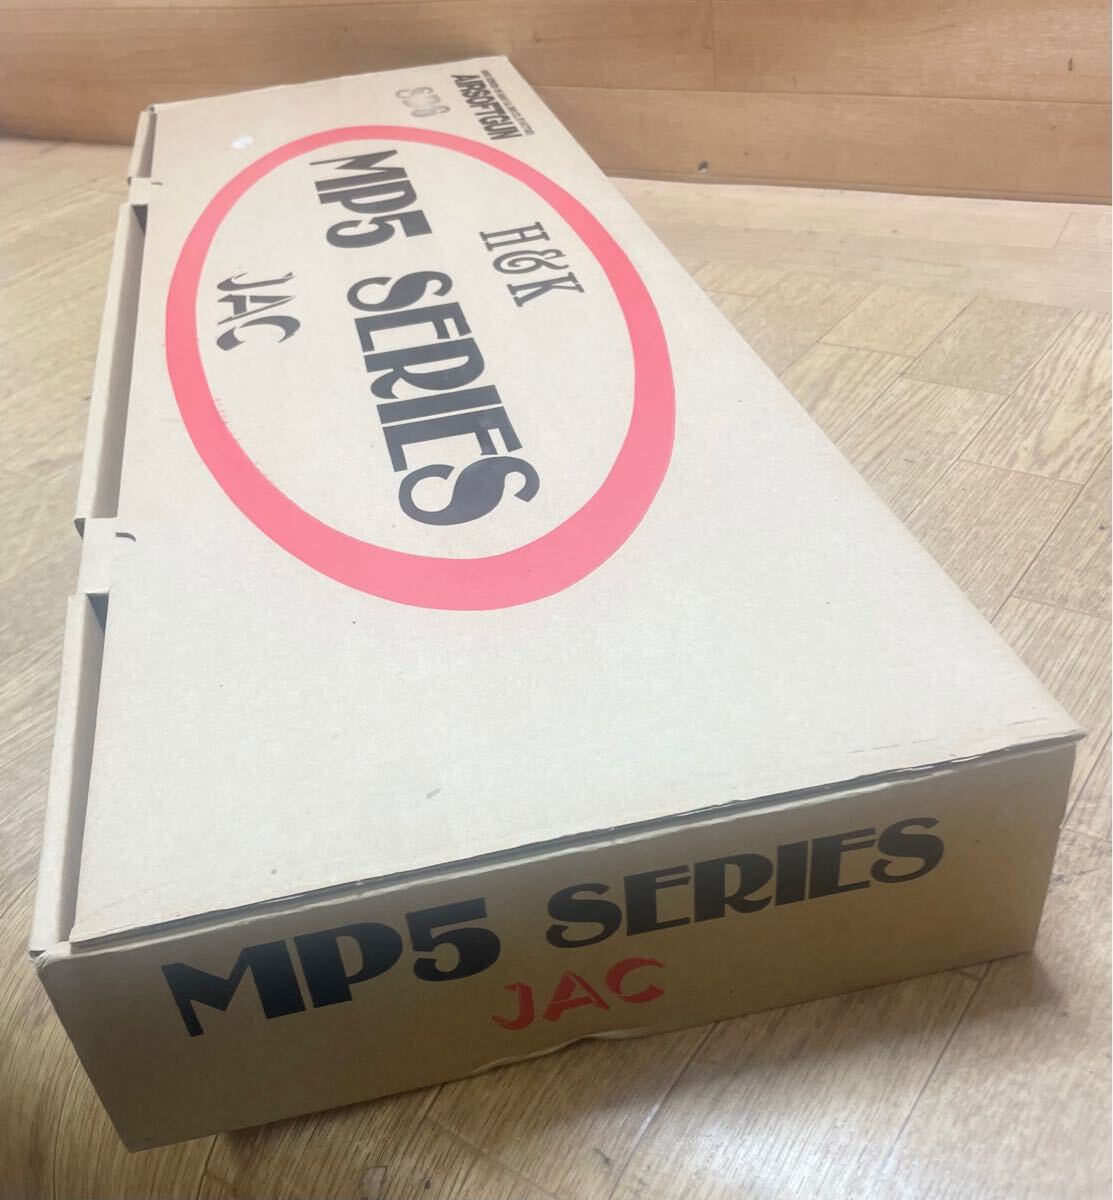 AIRSOFTGUN
H&K
MP5 SERIES
JAC
MP5 SERIES
JAC